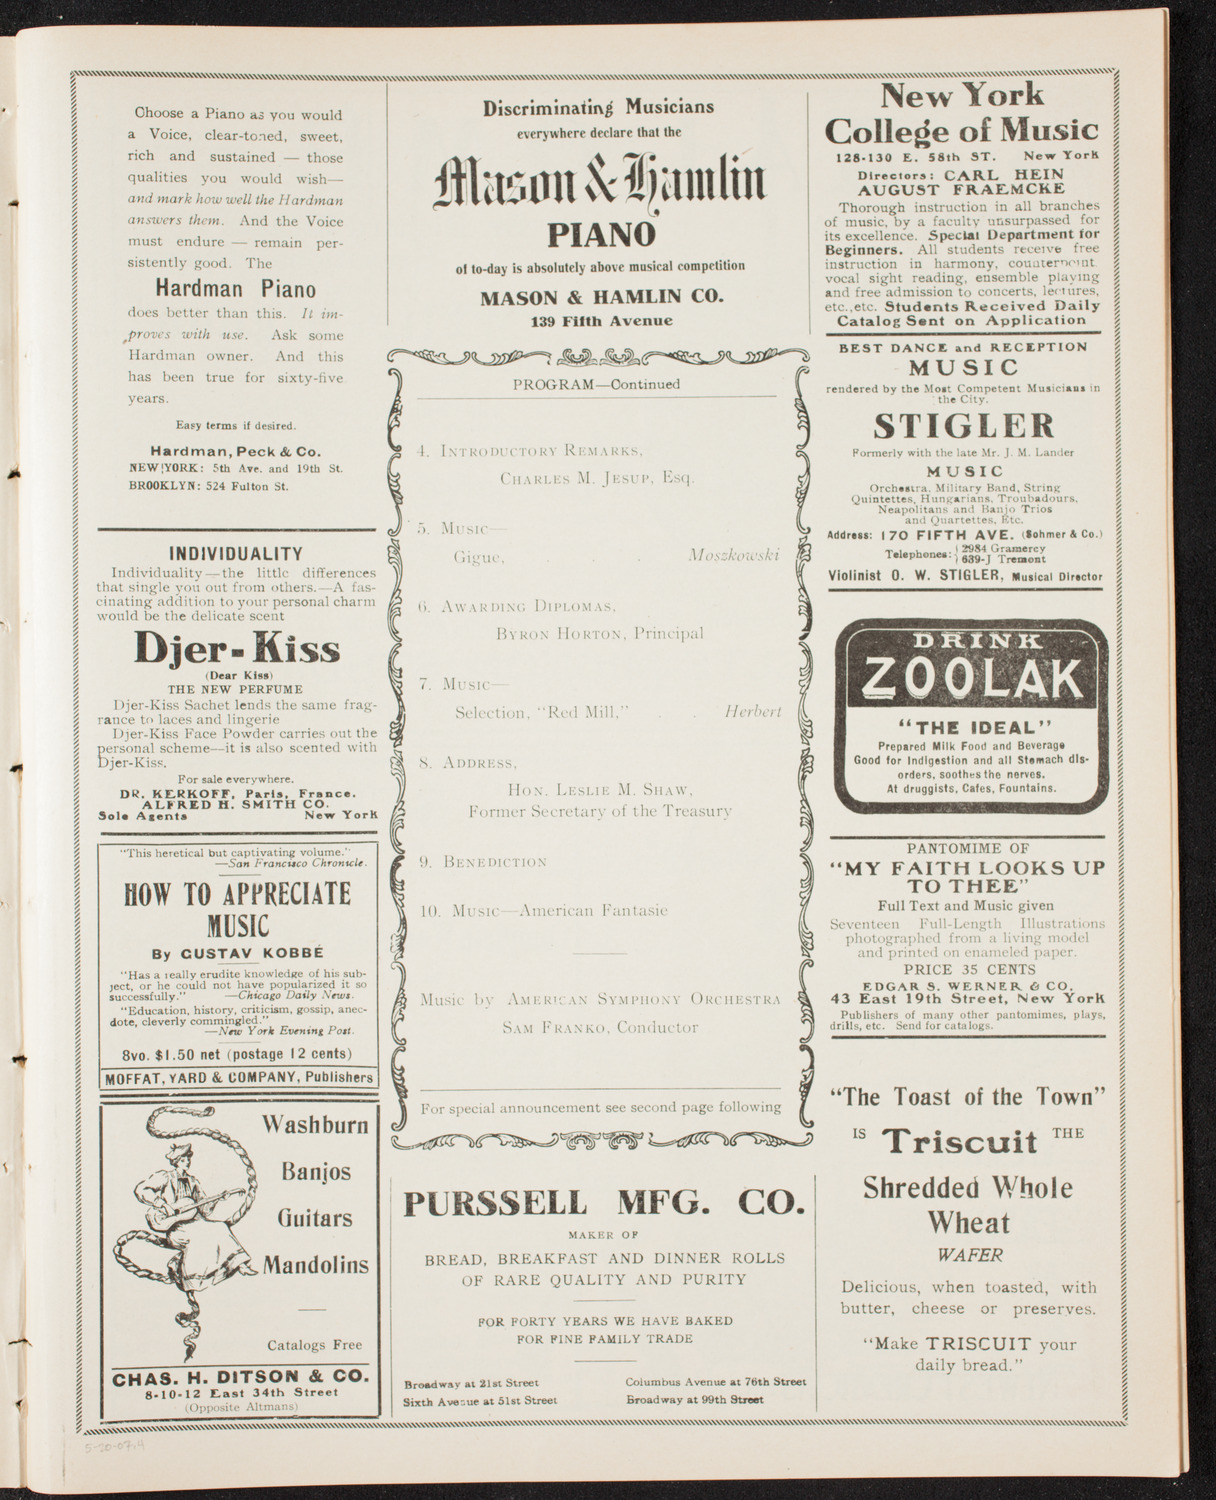 Choose a Piano as you would
a Voice, clear-toned, sweet,
rich and sustained — those
qualities you would wish—
and mark how well the Hardman
answers them. And the Voice
must endure — remain per-
sistently good. The
Hardman Piano
does better than this. It im-
proves with use. Ask some
Hardman owner. And this
has been true for sixty-five
years.
Easy terms if desired.
Hardman, Peck & Co.
NEW YORK: 5th Ave. and 19th St.
BROOKLYN: 524 Fulton St.
INDIVIDUALITY
Individuality—the little differences
that single you out from others.—A fas-
cinating addition to your personal charm
would be the delicate scent
Djer-Kiss
(Dear Kiss)
THE NEW PERFUME
Djer-Kiss Sachet lends the same frag-
rance to laces and lingerie
Djer-Kiss Face Powder carries out the
personal scheme—it is also scented with
Djer-Kiss.
For sale everywhere.
DR. KERKOFF, Paris, France.
ALFRED H. SMITH CO.
Sole Agents New York
"This heretical but captivating volume."
—San Francisco Chronicle.
HOW TO APPRECIATE
MUSIC
By GUSTAV KOBBÉ
"Has a really erudite knowledge of his sub-
ject, or he could not have popularized it so
successfully." —Chicago Daily News.
"Education, history, criticism, gossip, anec-
dote, cleverly commingled."
—New York Evening Post.
8vo. $1.50 net (postage 12 cents)
MOFFAT, YARD & COMPANY, Publishers
Washburn
Banjos
Guitars
Mandolins
Catalogs Free
CHAS. H. DITSON & CO.
8-10-12 East 34th Street
(Opposite Altmans)
5-20-07,9
Discriminating Musicians
everywhere declare that the
Mason & Hamlin
PIANO
of to-day is absolutely above musical competition
MASON & HAMLIN CO.
139 Fifth Avenue
PROGRAM—Continued
4. INTRODUCTORY REMARKS,
CHARLES M. JESUP, Esq.
5. MUSIC—
Gigue, . . Moszkowski
6. AWARDING DIPLOMAS,
BYRON HORTON, Principal
7. MUSIC—
Selection, "Red Mill," . . Herbert
8. ADDRESS,
HON. LESLIE M. SHAW,
Former Secretary of the Treasury
9. BENEDICTION
10. MUSIC—American Fantasie
Music by AMERICAN SYMPHONY ORCHESTRA
SAM FRANKO, Conductor
For special announcement see second page following
PURSSELL MFG. CO.
MAKER OF
BREAD, BREAKFAST AND DINNER ROLLS
OF RARE QUALITY AND PURITY
FOR FORTY YEARS WE HAVE BAKED
FOR FINE FAMILY TRADE
Broadway at 21st Street Columbus Avenue at 76th Street
Sixth Avenue at 51st Street Broadway at 99th Street
New York
College of Music
128-130 E. 58th ST. New York
Directors: CARL HEIN
AUGUST FRAEMCKE
Thorough instruction in all branches
of music, by a faculty unsurpassed for
its excellence. Special Department for
Beginners. All students receive free
instruction in harmony, counterpoint
vocal sight reading, ensemble playing
and free admission to concerts, lectures,
etc.,etc. Students Received Daily
Catalog Sent on Application
BEST DANCE and RECEPTION
MUSIC
rendered by the Most Competent Musicians in
the City.
STIGLER
Formerly with the late Mr. J. M. Lander
MUSIC
Orchestra, Military Band, String
Quintettes, Hungarians, Troubadours,
Neapolitans and Banjo Trios
and Quartettes, Etc.
Address: 170 FIFTH AVE. (Sohmer & Co.)
Telephones: 2984 Gramercy
639-J Tremont
Violinist O. W. STIGLER, Musical Director
DRINK
ZOOLAK
"THE IDEAL"
Prepared Milk Food and Beverage
Good for Indigestion and all Stomach dis-
orders, soothes the nerves.
At druggists, Cafes, Fountains.
PANTOMIME OF
"MY FAITH LOOKS UP
TO THEE"
Full Text and Music given
Seventeen Full-Length Illustrations
photographed from a living model
and printed on enameled paper.
PRICE 35 CENTS
EDGAR S. WERNER & CO.
43 East 19th Street, New York
Publishers of many other pantomimes, plays,
drills, etc. Send for catalogs.
"The Toast of the Town"
IS Triscuit THE
Shredded Whole
Wheat
WAFER
Delicious, when toasted, with
butter, cheese or preserves.
"Make TRISCUIT your
daily bread."